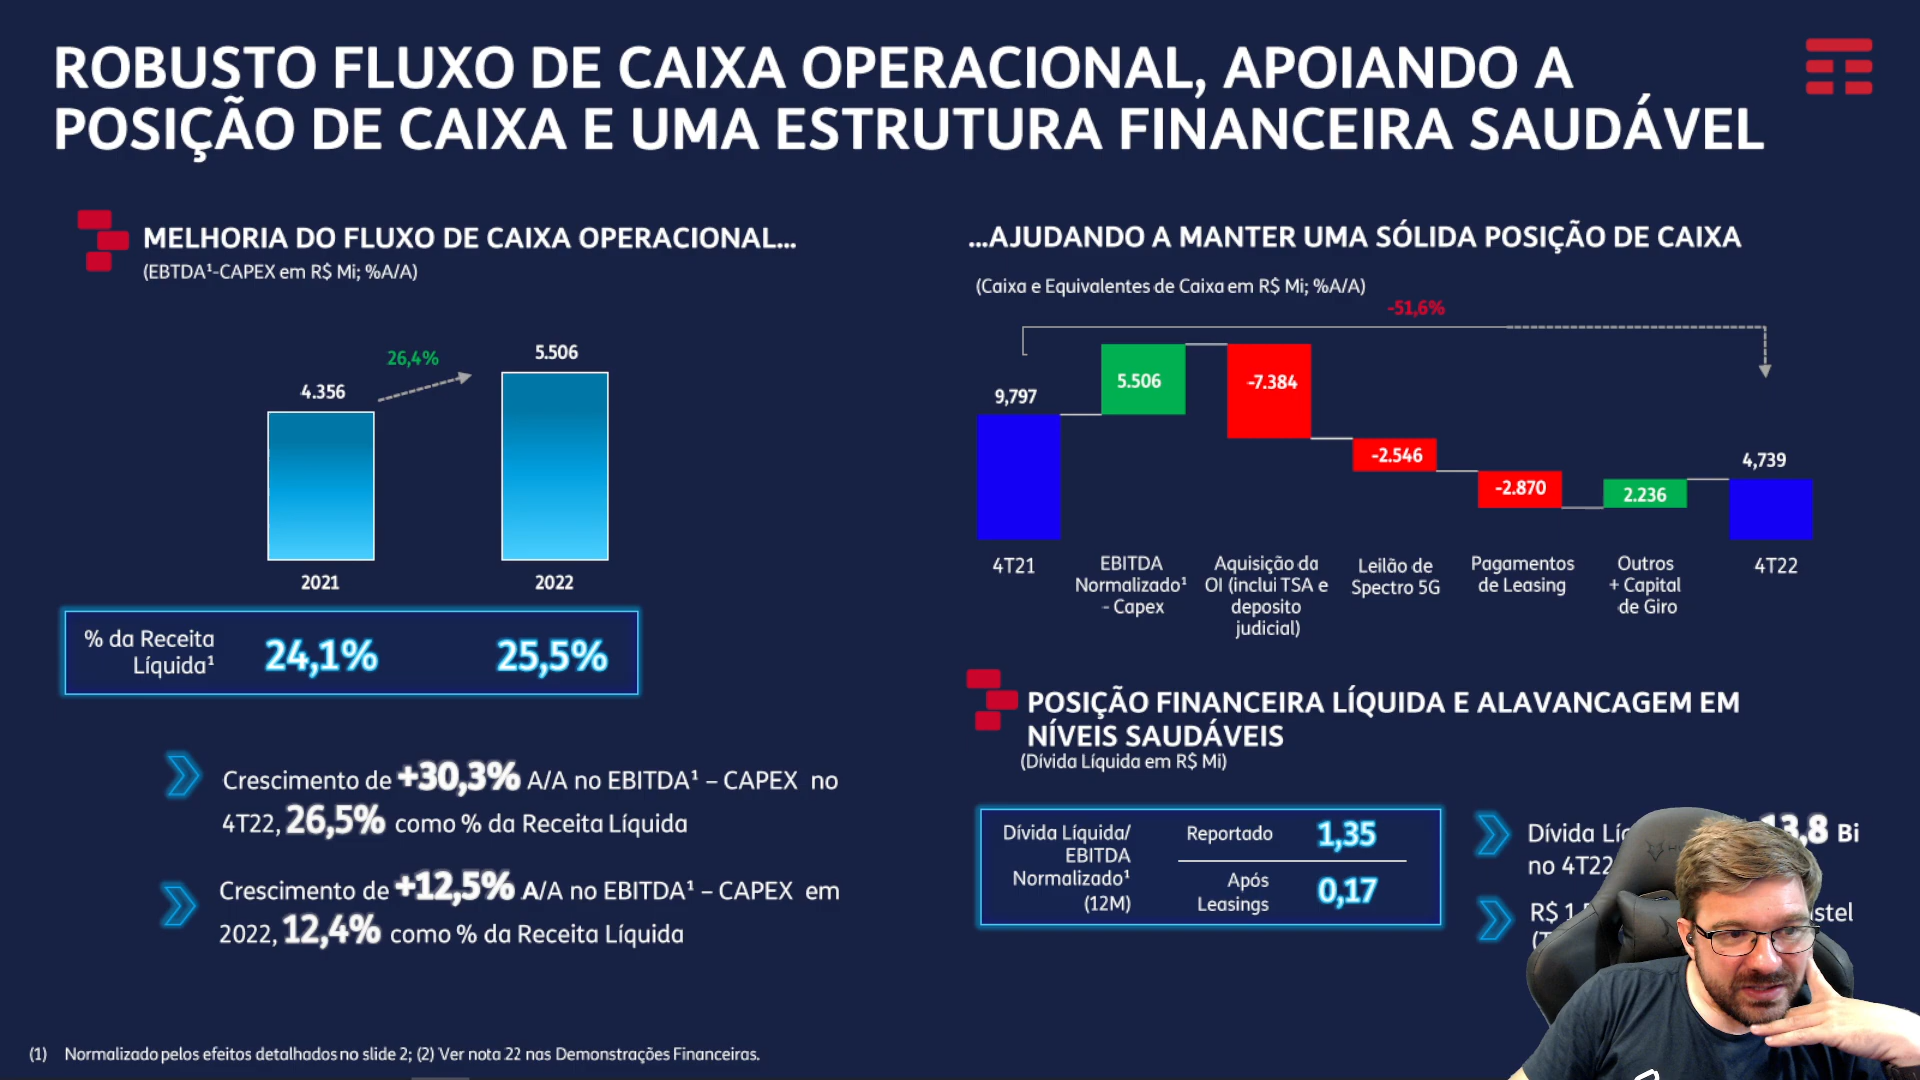 ROBUSTO FLUXO DE CAIXA OPERACIONAL, APOIANDO A
POSIÇÃO DE CAIXA E UMA ESTRUTURA FINANCEIRA SAUDÁVEL
MELHORIA DO FLUXO DE CAIXA OPERACIONAL...
(EBTDA¹-CAPEX em R$ Mi; %A/A)
26,4%
4.356
5.506
2021
2022
% da Receita
Líquida¹
24,1%
25,5%
Crescimento de +30,3% A/A no EBITDA¹ – CAPEX no
4T22, 26,5% como % da Receita Líquida
Crescimento de +12,5% A/A no EBITDA¹ – CAPEX em
2022, 12,4% como % da Receita Líquida
...AJUDANDO A MANTER UMA SÓLIDA POSIÇÃO DE CAIXA
(Caixa e Equivalentes de Caixa em R$ Mi; %A/A)
-51,6%
9,797
5.506
-7.384
-2.546
-2.870
2.236
4,739
4T21
EBITDA
Normalizado¹
- Capex
Aquisição da
OI (inclui TSA e
deposito
judicial)
Leilão de
Spectro 5G
Pagamentos
de Leasing
Outros
+ Capital
de Giro
4T22
POSIÇÃO FINANCEIRA LÍQUIDA E ALAVANCAGEM EM
NÍVEIS SAUDÁVEIS
(Dívida Líquida em R$ Mi)
Dívida Líquida/
EBITDA
Normalizado¹
(12M)
Reportado
1,35
Após
Leasings
0,17
Dívida 13,8 Bi
no 4T22
R$
(1) Normalizado pelos efeitos detalhados no slide 2; (2) Ver nota 22 nas Demonstrações Financeiras.